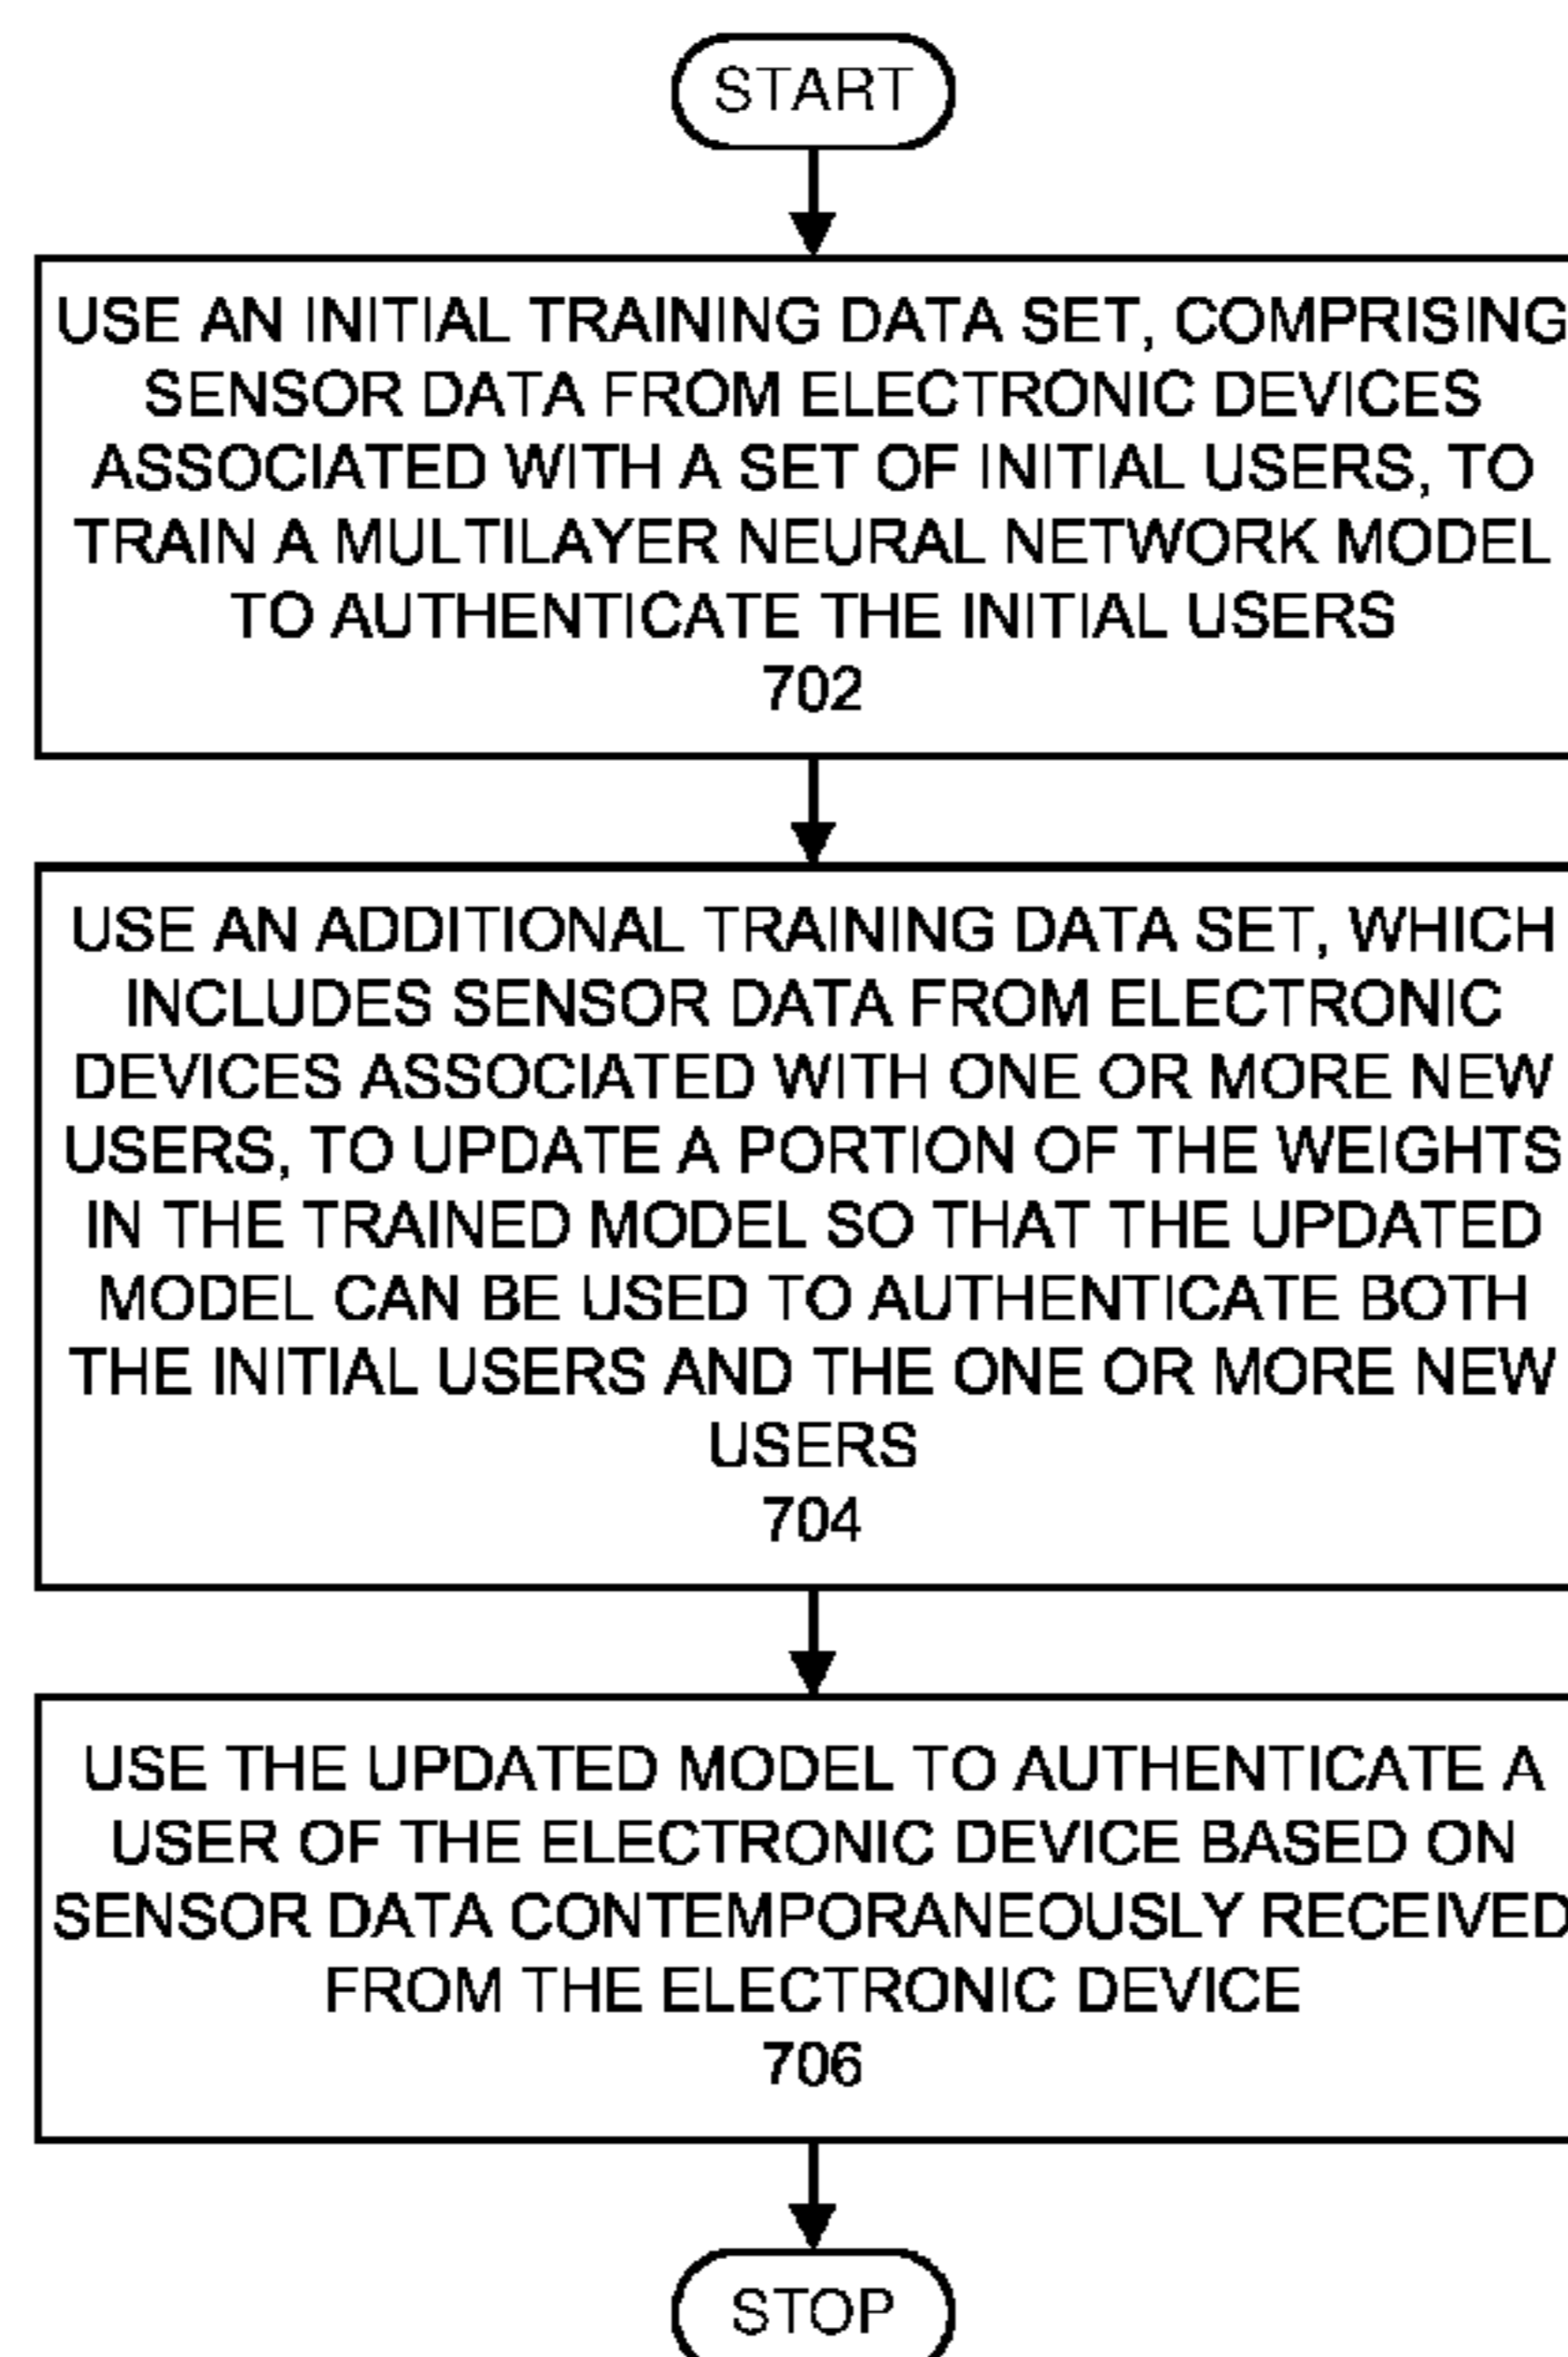 START
USE AN INITIAL TRAINING DATA SET, COMPRISING
SENSOR DATA FROM ELECTRONIC DEVICES
ASSOCIATED WITH A SET OF INITIAL USERS, TO
TRAIN A MULTILAYER NEURAL NETWORK MODEL
TO AUTHENTICATE THE INITIAL USERS
702
USE AN ADDITIONAL TRAINING DATA SET, WHICH
INCLUDES SENSOR DATA FROM ELECTRONIC
DEVICES ASSOCIATED WITH ONE OR MORE NEW
USERS, TO UPDATE A PORTION OF THE WEIGHTS
IN THE TRAINED MODEL SO THAT THE UPDATED
MODEL CAN BE USED TO AUTHENTICATE BOTH
THE INITIAL USERS AND THE ONE OR MORE NEW
USERS
704
USE THE UPDATED MODEL TO AUTHENTICATE A
USER OF THE ELECTRONIC DEVICE BASED ON
SENSOR DATA CONTEMPORANEOUSLY RECEIVED
FROM THE ELECTRONIC DEVICE
706
STOP